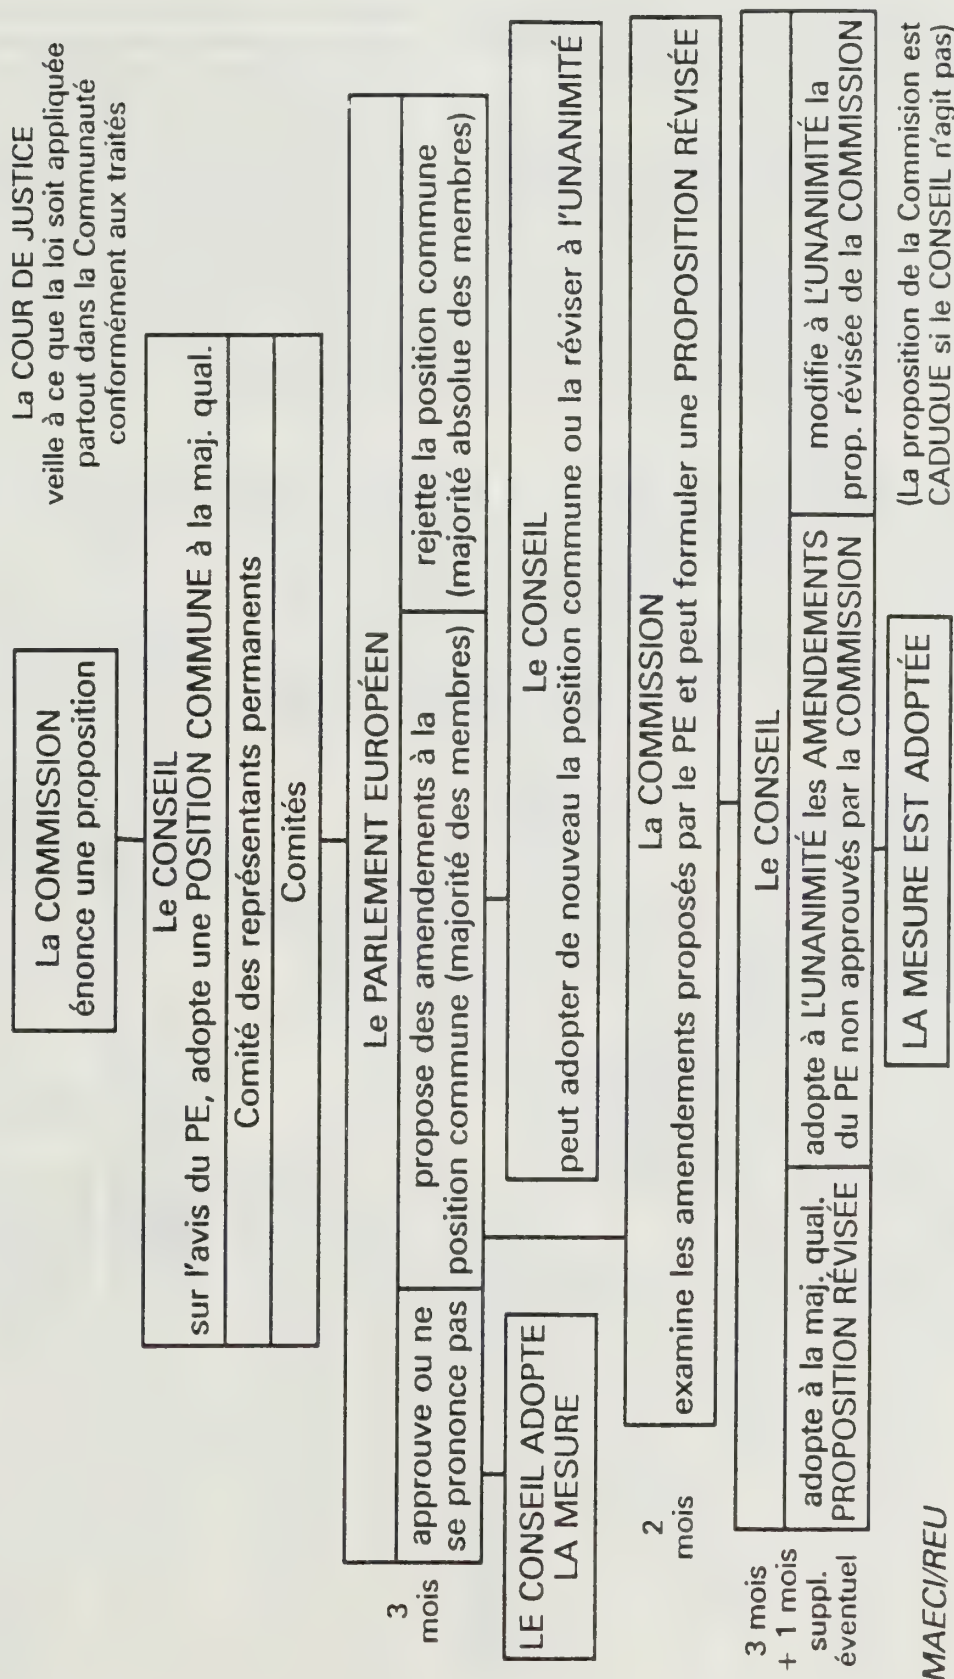 La COMMISSION
énonce une proposition
La COUR DE JUSTICE
veille à ce que la loi soit appliquée
partout dans la Communauté
conformément aux traités
Le CONSEIL
sur l'avis du PE, adopte une POSITION COMMUNE à la maj. qual.
Comité des représentants permanents
Comités
3
mois
Le PARLEMENT EUROPÉEN
approuve ou ne
se prononce pas
propose des amendements à la
position commune (majorité des membres)
rejette la position commune
(majorité absolue des membres)
LE CONSEIL ADOPTE
LA MESURE
Le CONSEIL
peut adopter de nouveau la position commune ou la réviser à l'UNANIMITÉ
2
mois
La COMMISSION
examine les amendements proposés par le PE et peut formuler une PROPOSITION RÉVISÉE
3 mois
+ 1 mois
suppl.
éventuel
Le CONSEIL
adopte à la maj. qual.
PROPOSITION RÉVISÉE
adopte à L'UNANIMITÉ les AMENDEMENTS
du PE non approuvés par la COMMISSION
modifie à L'UNANIMITÉ la
prop. révisée de la COMMISSION
LA MESURE EST ADOPTÉE
(La proposition de la Commision est
CADUQUE si le CONSEIL n'agit pas)
MAECI/REU